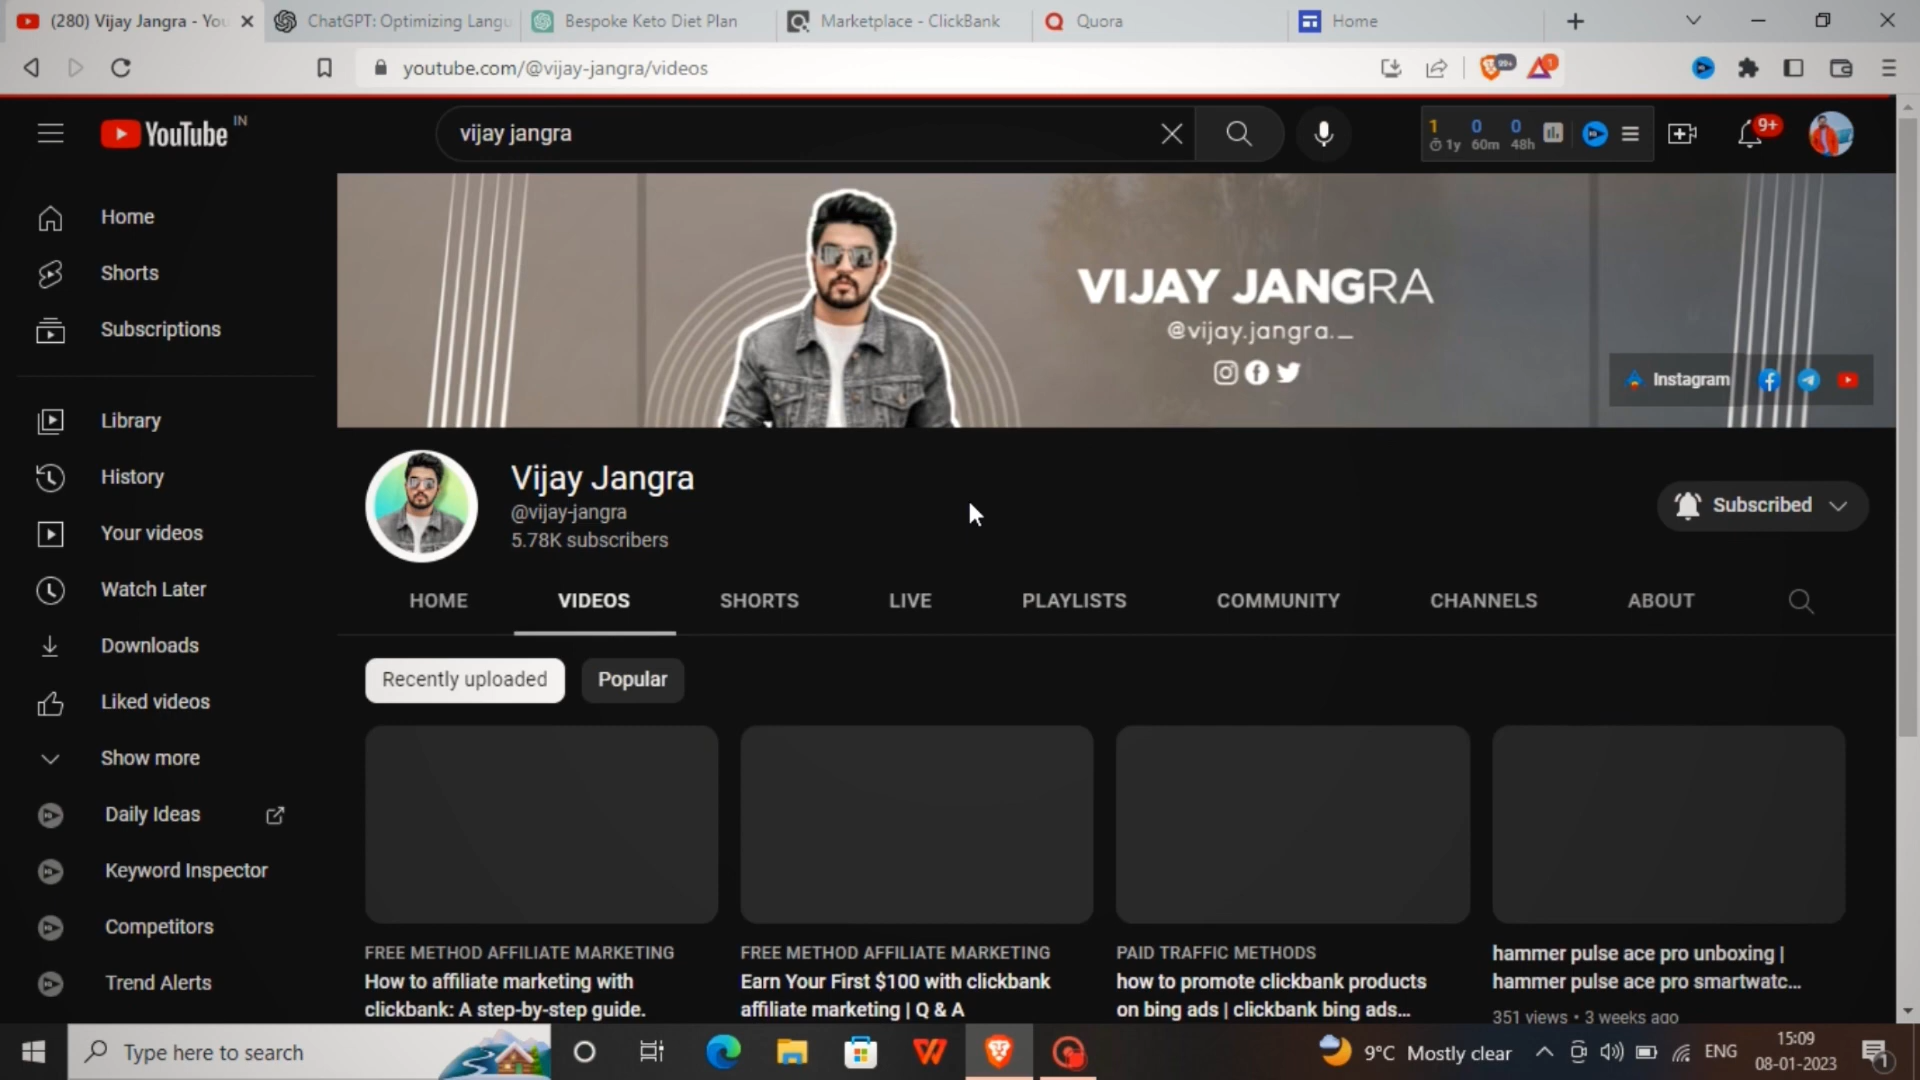 (280) Vijay Jangra - You
ChatGPT: Optimizing Langu
Bespoke Keto Diet Plan
Marketplace - ClickBank
Quora
Home
youtube.com/@vijay-jangra/videos
99+
1
YouTube IN
vijay jangra
1 0 0
1y 60m 48h
9+
Home
Shorts
Subscriptions
Library
History
Your videos
Watch Later
Downloads
Liked videos
Show more
Daily Ideas
Keyword Inspector
Competitors
Trend Alerts
VIJAY JANGRA
@vijay.jangra._
Instagram
Vijay Jangra
@vijay-jangra
5.78K subscribers
Subscribed
HOME VIDEOS SHORTS LIVE PLAYLISTS COMMUNITY CHANNELS ABOUT
Recently uploaded Popular
FREE METHOD AFFILIATE MARKETING
How to affiliate marketing with
clickbank: A step-by-step guide.
FREE METHOD AFFILIATE MARKETING
Earn Your First $100 with clickbank
affiliate marketing | Q & A
PAID TRAFFIC METHODS
how to promote clickbank products
on bing ads | clickbank bing ads...
hammer pulse ace pro unboxing |
hammer pulse ace pro smartwatc...
351 views • 3 weeks ago
Type here to search
9°C Mostly clear
ENG
15:09
08-01-2023
1